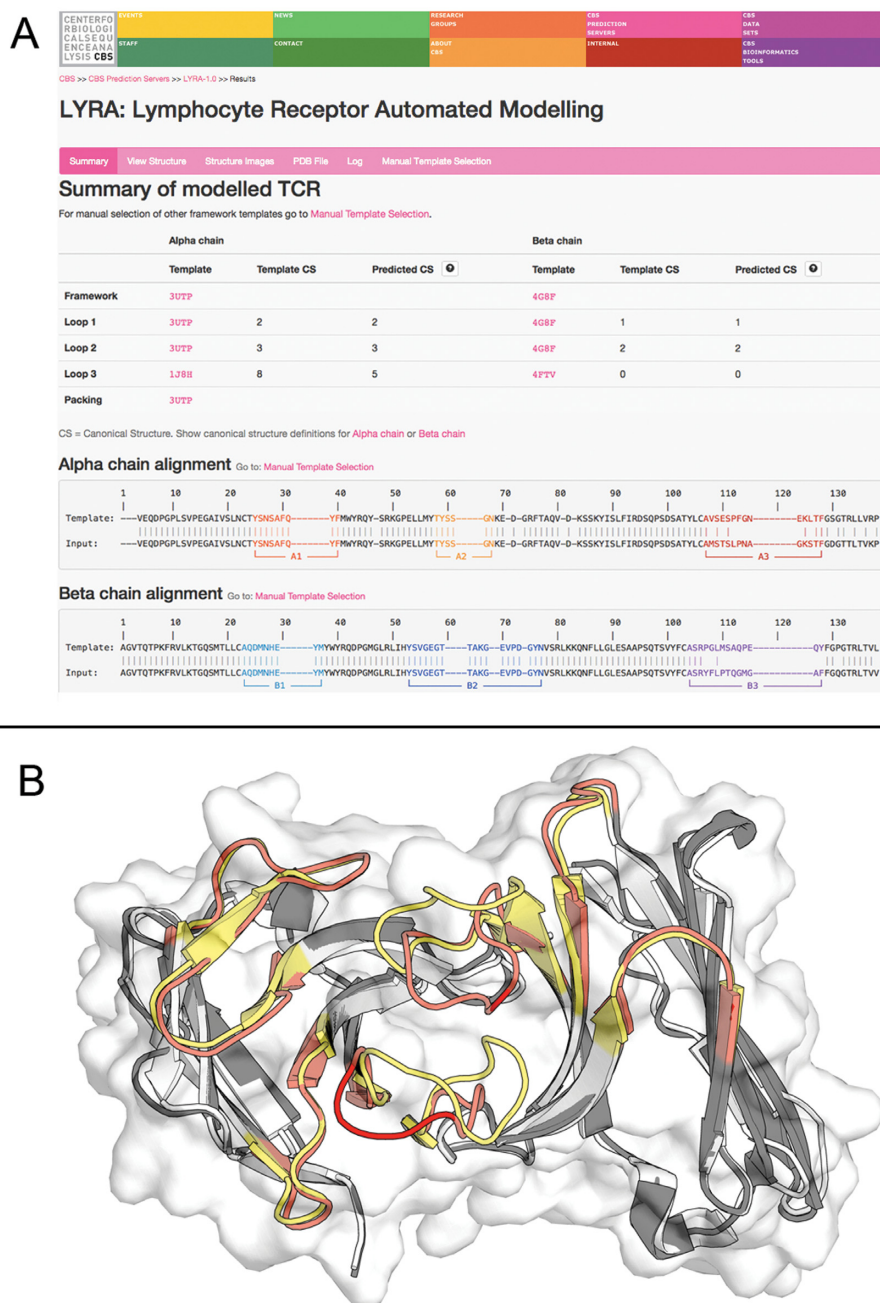 A
CENTERFO
RBIOLOGI
CALSEQU
ENCEANA
LYSIS CBS
EVENTS
NEWS
RESEARCH
GROUPS
CBS
PREDICTION
SERVERS
CBS
DATA
SETS
STAFF
CONTACT
ABOUT
CBS
INTERNAL
CBS
BIOINFORMATICS
TOOLS
CBS >> CBS Prediction Servers >> LYRA-1.0 >> Results
LYRA: Lymphocyte Receptor Automated Modelling
Summary View Structure Structure Images PDB File Log Manual Template Selection
Summary of modelled TCR
For manual selection of other framework templates go to Manual Template Selection.
Alpha chain Beta chain
Template Template CS Predicted CS ? Template Template CS Predicted CS ?
Framework 3UTP 4G8F
Loop 1 3UTP 2 2 4G8F 1 1
Loop 2 3UTP 3 3 4G8F 2 2
Loop 3 1J8H 8 5 4FTV 0 0
Packing 3UTP
CS = Canonical Structure. Show canonical structure definitions for Alpha chain or Beta chain
Alpha chain alignment Go to: Manual Template Selection
1 10 20 30 40 50 60 70 80 90 100 110 120 130
Template: ---VEQDPGPLSVPEGAIVSLNCTYSNSAFQ------YFMWYRQY-SRKGPELLMYTYSS-----GNKE-D-GRFTAQV-D-KSSKYISLFIRDSQPSDSATYLCAVSESPFGN--------EKLTFGSGTRLLVRP
Input: ---VEQDPGPLSVPEGAIVSLNCTYSNSAFQ------YFMWYRQY-SRKGPELLMYTYSS-----GNKE-D-GRFTAQV-D-KSSKYISLFIRDSQPSDSATYLCAMSTSLPNA--------GKSTFGDGTTLTVKP
A1 A2 A3
Beta chain alignment Go to: Manual Template Selection
1 10 20 30 40 50 60 70 80 90 100 110 120 130
Template: AGVTQTPKFRVLKTGQSMTLLCAQDMNHE------YMYWYRQDPGMGLRLIHYSVGEGT----TAKG--EVPD-GYNVSRLKKQNFLLGLESAAPSQTSVYFCASRPGLMSAQPE---------QYFGPGTRLTVL
Input: AGVTQTPKFRVLKTGQSMTLLCAQDMNHE------YMYWYRQDPGMGLRLIHYSVGEGT----TAKG--EVPD-GYNVSRLKKQNFLLGLESAAPSQTSVYFCASRYFLPTQGMG---------AFFGQGTRLTVV
B1 B2 B3
B